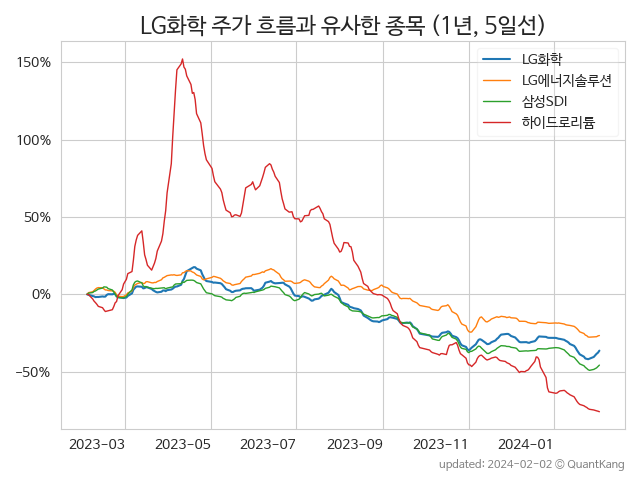 LG화학 주가 흐름과 유사한 종목 (1년, 5일선)
LG화학
LG에너지솔루션
삼성SDI
하이드로리튬
150%
100%
50%
0%
−50%
2023-03 2023-05 2023-07 2023-09 2023-11 2024-01
updated: 2024-02-02 © QuantKang